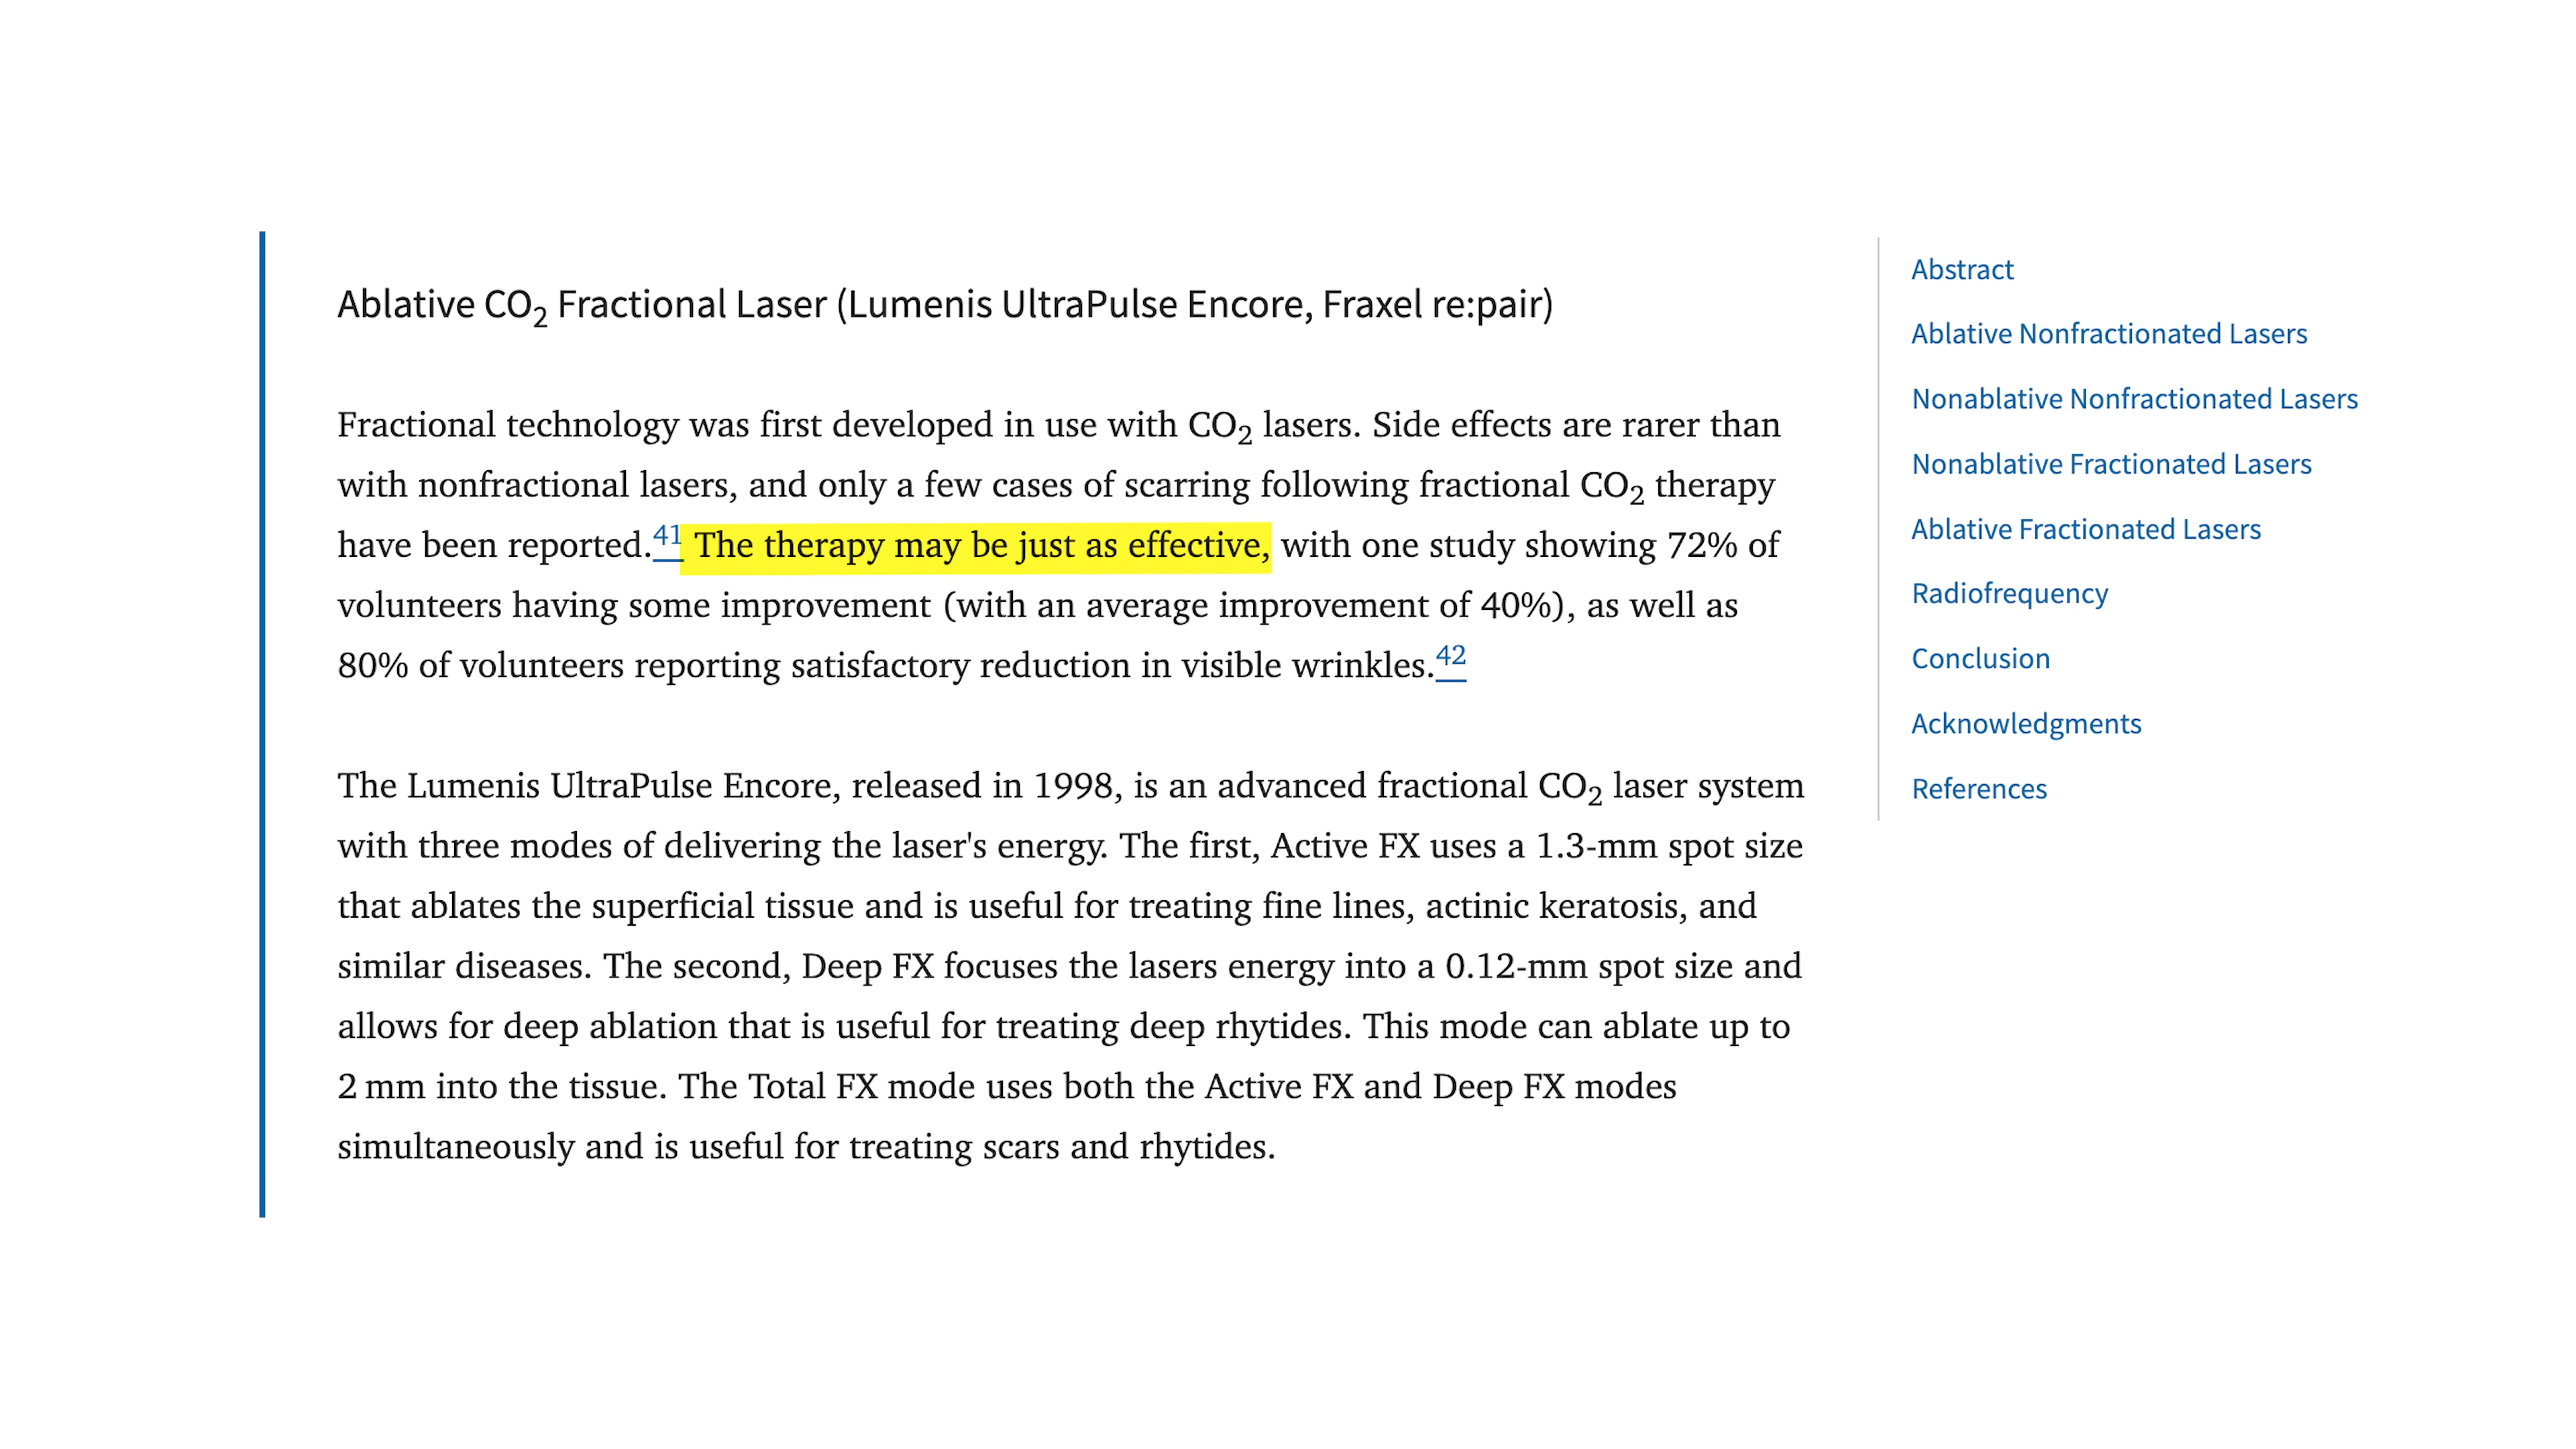 Ablative CO₂ Fractional Laser (Lumenis UltraPulse Encore, Fraxel re:pair)
Fractional technology was first developed in use with CO₂ lasers. Side effects are rarer than
with nonfractional lasers, and only a few cases of scarring following fractional CO₂ therapy
have been reported.41 The therapy may be just as effective, with one study showing 72% of
volunteers having some improvement (with an average improvement of 40%), as well as
80% of volunteers reporting satisfactory reduction in visible wrinkles.42
The Lumenis UltraPulse Encore, released in 1998, is an advanced fractional CO₂ laser system
with three modes of delivering the laser's energy. The first, Active FX uses a 1.3-mm spot size
that ablates the superficial tissue and is useful for treating fine lines, actinic keratosis, and
similar diseases. The second, Deep FX focuses the lasers energy into a 0.12-mm spot size and
allows for deep ablation that is useful for treating deep rhytides. This mode can ablate up to
2 mm into the tissue. The Total FX mode uses both the Active FX and Deep FX modes
simultaneously and is useful for treating scars and rhytides.
Abstract
Ablative Nonfractionated Lasers
Nonablative Nonfractionated Lasers
Nonablative Fractionated Lasers
Ablative Fractionated Lasers
Radiofrequency
Conclusion
Acknowledgments
References